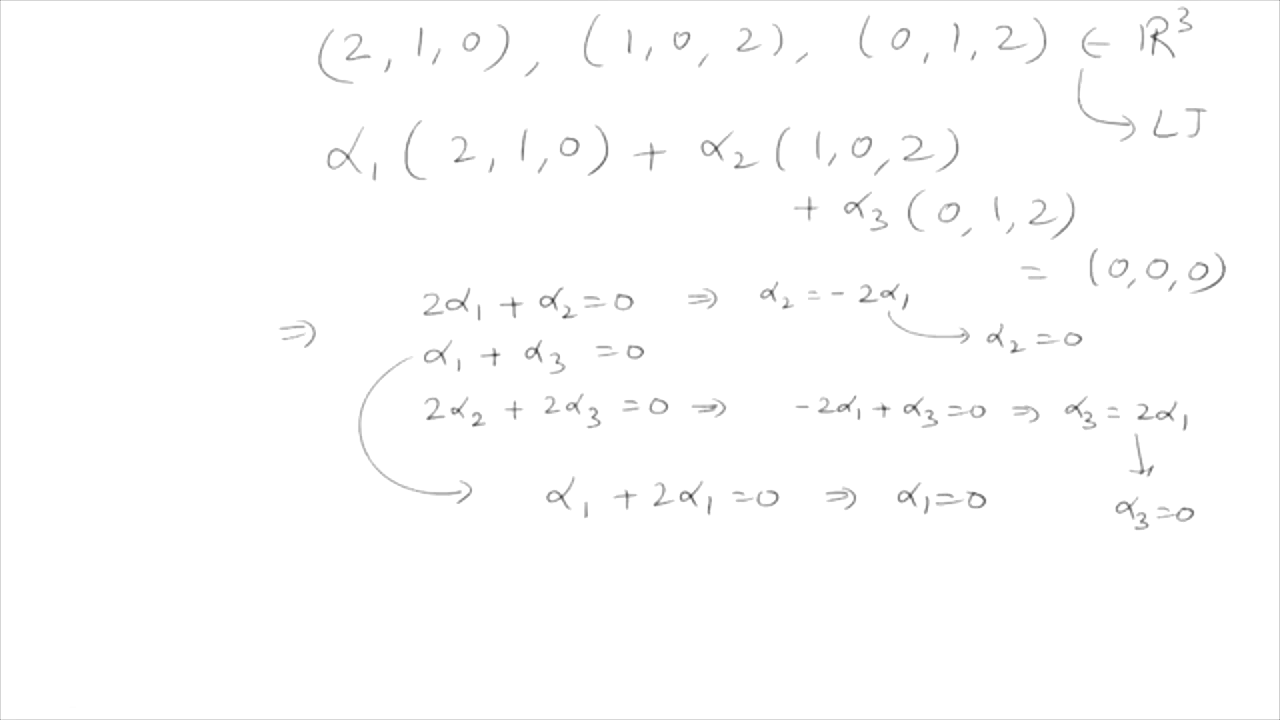 (2, 1, 0), (1, 0, 2), (0, 1, 2) ∈ ℝ³
→ LI
α₁(2, 1, 0) + α₂(1, 0, 2)
+ α₃(0, 1, 2)
= (0, 0, 0)
⇒ 2α₁ + α₂ = 0 ⇒ α₂ = -2α₁
→ α₂ = 0
α₁ + α₃ = 0
2α₂ + 2α₃ = 0 ⇒ -2α₁ + α₃ = 0 ⇒ α₃ = 2α₁
→ α₁ + 2α₁ = 0 ⇒ α₁ = 0
↓ α₃ = 0